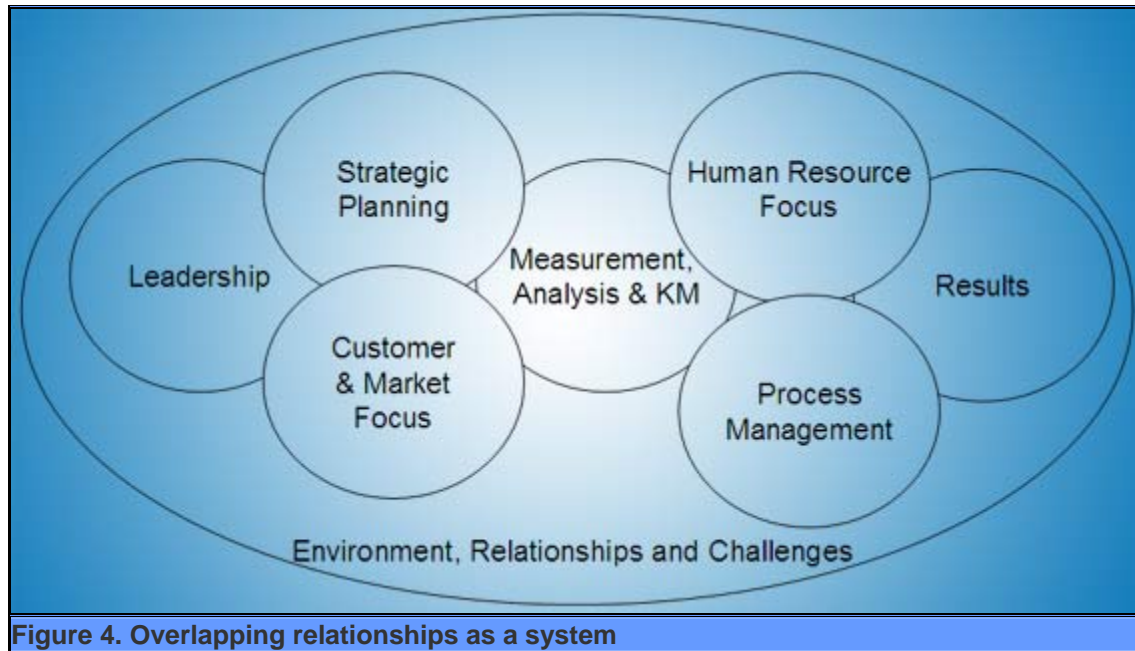 Strategic
Planning
Human Resource
Focus
Leadership
Measurement,
Analysis & KM
Results
Customer
& Market
Focus
Process
Management
Environment, Relationships and Challenges
Figure 4. Overlapping relationships as a system